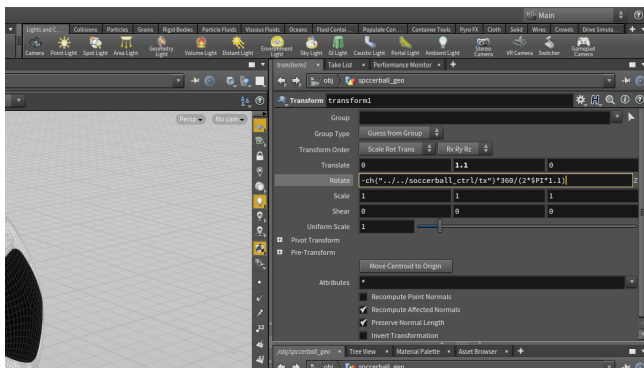 Main
Lights and C... Collisions Particles Grains Rigid Bodies Particle Fluids Viscous Fluids Oceans Fluid Contai... Populate Con... Container Tools Pyro FX Cloth Solid Wires Crowds Drive Simula...
Camera Point Light Spot Light Area Light Geometry Light Volume Light Distant Light Environment Light Sky Light GI Light Caustic Light Portal Light Ambient Light Stereo Camera VR Camera Switcher Gamepad Camera
transform1 × Take List × Performance Monitor × +
obj spccerball_geo
Persp No cam
Transform transform1
Group
Group Type Guess from Group
Transform Order Scale Rot Trans Rx Ry Rz
Translate 0 1.1 0
Rotate -ch("../../soccerball_ctrl/tx")*360/(2*$PI*1.1)
Scale 1 1 1
Shear 0 0 0
Uniform Scale 1
Pivot Transform
Pre-Transform
Move Centroid to Origin
Attributes *
Recompute Point Normals
Recompute Affected Normals
Preserve Normal Length
Invert Transformation
/obj/spccerball_geo × Tree View × Material Palette × Asset Browser × +
obj spccerball_geo